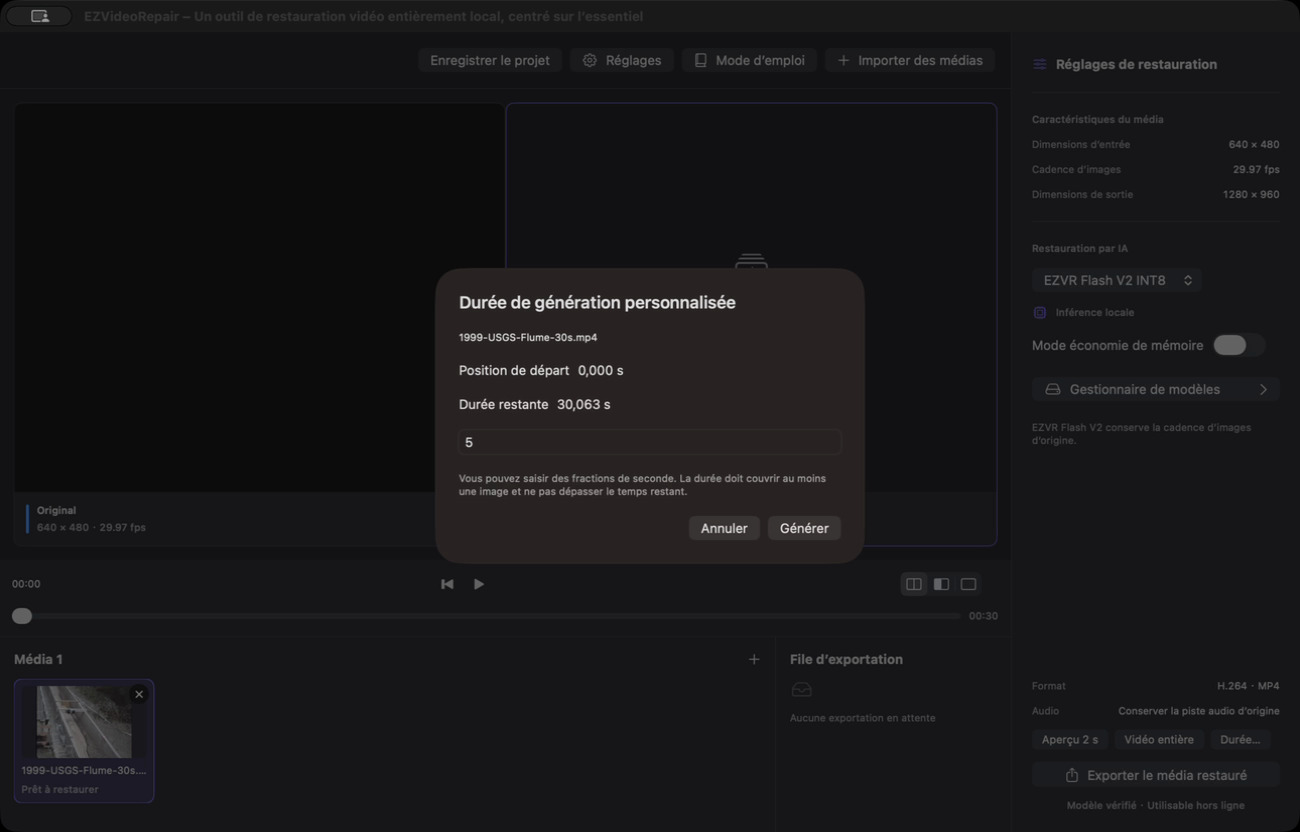 EZVideoRepair – Un outil de restauration vidéo entièrement local, centré sur l'essentiel
Enregistrer le projet
Réglages
Mode d'emploi
Importer des médias
Réglages de restauration
Caractéristiques du média
Dimensions d'entrée 640 × 480
Cadence d'images 29.97 fps
Dimensions de sortie 1280 × 960
Restauration par IA
EZVR Flash V2 INT8
Inférence locale
Mode économie de mémoire
Gestionnaire de modèles
EZVR Flash V2 conserve la cadence d'images
d'origine.
Durée de génération personnalisée
1999-USGS-Flume-30s.mp4
Position de départ 0,000 s
Durée restante 30,063 s
5
Vous pouvez saisir des fractions de seconde. La durée doit couvrir au moins
une image et ne pas dépasser le temps restant.
Annuler
Générer
Original
640 × 480 · 29.97 fps
00:00
00:30
Média 1
1999-USGS-Flume-30s....
Prêt à restaurer
File d'exportation
Aucune exportation en attente
Format H.264 · MP4
Audio Conserver la piste audio d'origine
Aperçu 2 s
Vidéo entière
Durée...
Exporter le média restauré
Modèle vérifié · Utilisable hors ligne